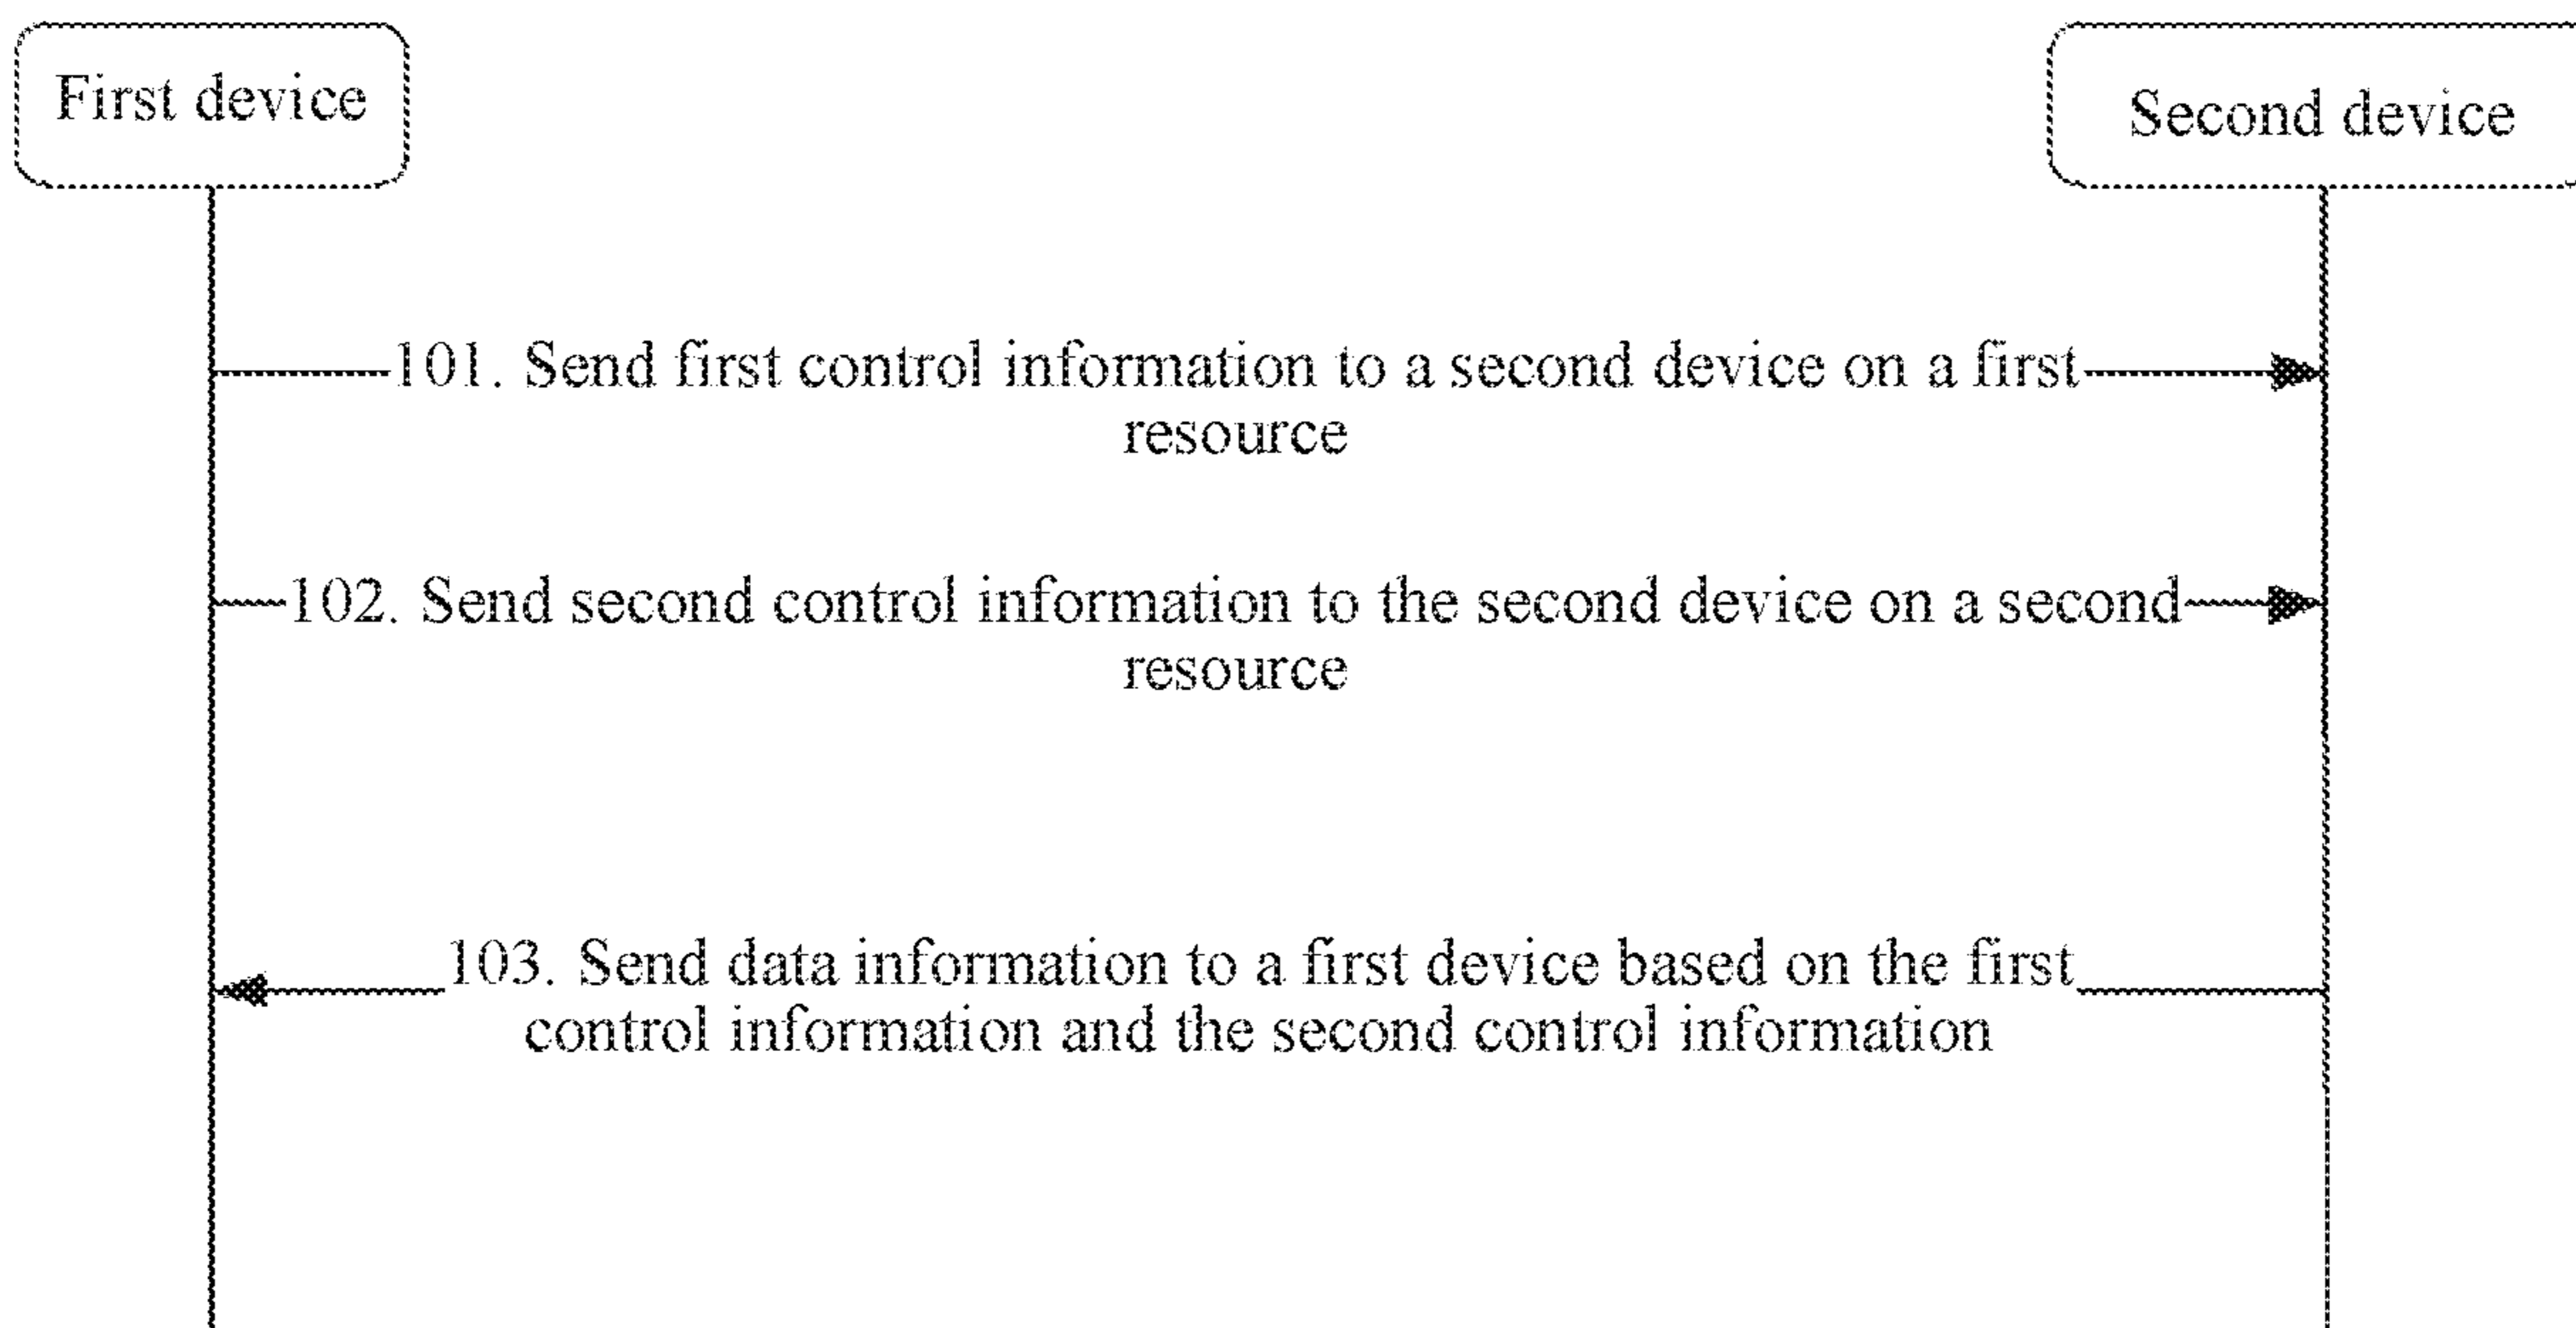 First device
Second device
101. Send first control information to a second device on a first
resource
102. Send second control information to the second device on a second
resource
103. Send data information to a first device based on the first
control information and the second control information